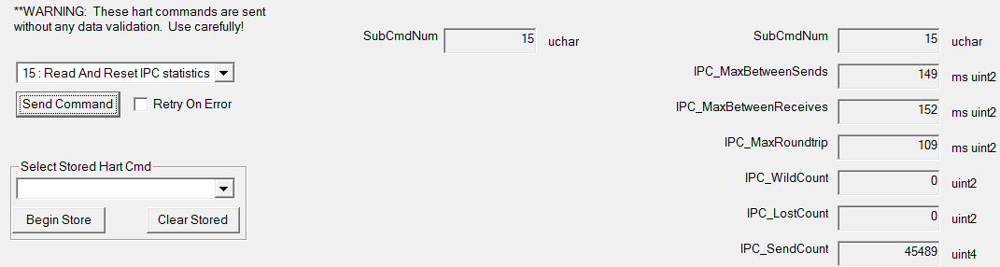 **WARNING:  These hart commands are sent
without any data validation.  Use carefully!
15 : Read And Reset IPC statistics
Send Command
Retry On Error
Select Stored Hart Cmd
Begin Store
Clear Stored
SubCmdNum 15 uchar
SubCmdNum 15 uchar
IPC_MaxBetweenSends 149 ms uint2
IPC_MaxBetweenReceives 152 ms uint2
IPC_MaxRoundtrip 109 ms uint2
IPC_WildCount 0 uint2
IPC_LostCount 0 uint2
IPC_SendCount 45489 uint4